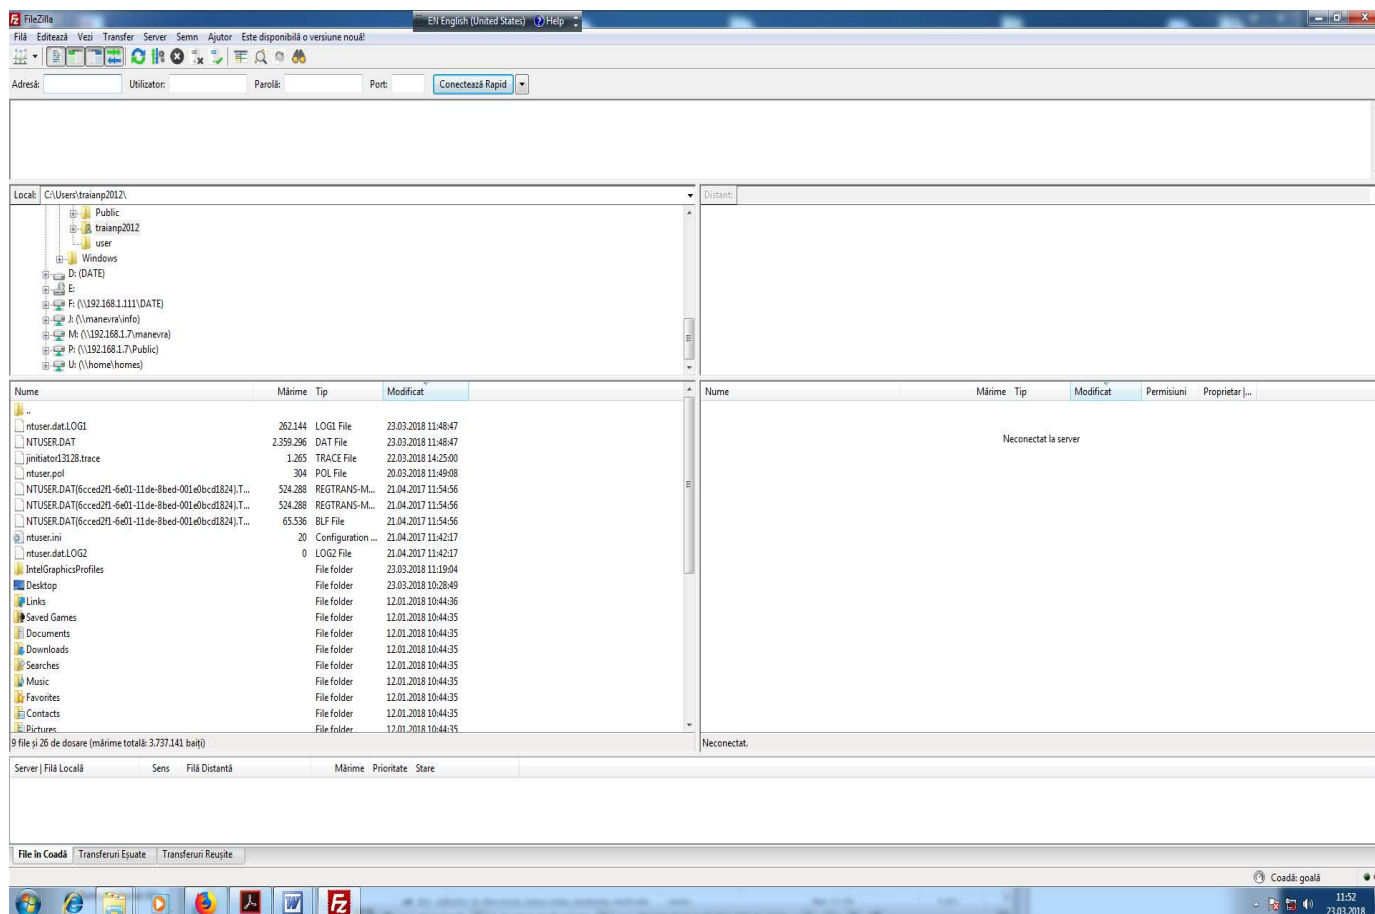 FileZilla
EN English (United States) Help
Filă Editează Vezi Transfer Server Semn Ajutor Este disponibilă o versiune nouă!
Adresă: Utilizator: Parolă: Port: Conectează Rapid
Local: C:\Users\traianp2012\
Distant:
Public
traianp2012
user
Windows
D: (DATE)
E:
F: (\\192.168.1.111\DATE)
J: (\\manevra\info)
M: (\\192.168.1.7\manevra)
P: (\\192.168.1.7\Public)
U: (\\home\homes)
Nume Mărime Tip Modificat
..
ntuser.dat.LOG1 262.144 LOG1 File 23.03.2018 11:48:47
NTUSER.DAT 2.359.296 DAT File 23.03.2018 11:48:47
jinitiator13128.trace 1.265 TRACE File 22.03.2018 14:25:00
ntuser.pol 304 POL File 20.03.2018 11:49:08
NTUSER.DAT{6cced2f1-6e01-11de-8bed-001e0bcd1824}.T... 524.288 REGTRANS-M... 21.04.2017 11:54:56
NTUSER.DAT{6cced2f1-6e01-11de-8bed-001e0bcd1824}.T... 524.288 REGTRANS-M... 21.04.2017 11:54:56
NTUSER.DAT{6cced2f1-6e01-11de-8bed-001e0bcd1824}.T... 65.536 BLF File 21.04.2017 11:54:56
ntuser.ini 20 Configuration ... 21.04.2017 11:42:17
ntuser.dat.LOG2 0 LOG2 File 21.04.2017 11:42:17
IntelGraphicsProfiles File folder 23.03.2018 11:19:04
Desktop File folder 23.03.2018 10:28:49
Links File folder 12.01.2018 10:44:36
Saved Games File folder 12.01.2018 10:44:35
Documents File folder 12.01.2018 10:44:35
Downloads File folder 12.01.2018 10:44:35
Searches File folder 12.01.2018 10:44:35
Music File folder 12.01.2018 10:44:35
Favorites File folder 12.01.2018 10:44:35
Contacts File folder 12.01.2018 10:44:35
Pictures File folder 12.01.2018 10:44:35
9 file și 26 de dosare (mărime totală: 3.737.141 baiți)
Nume Mărime Tip Modificat Permisiuni Proprietar |...
Neconectat la server
Neconectat.
Server | Filă Locală Sens Filă Distantă Mărime Prioritate Stare
File în Coadă Transferuri Eșuate Transferuri Reușite
Coadă: goală
11:52
23.03.2018